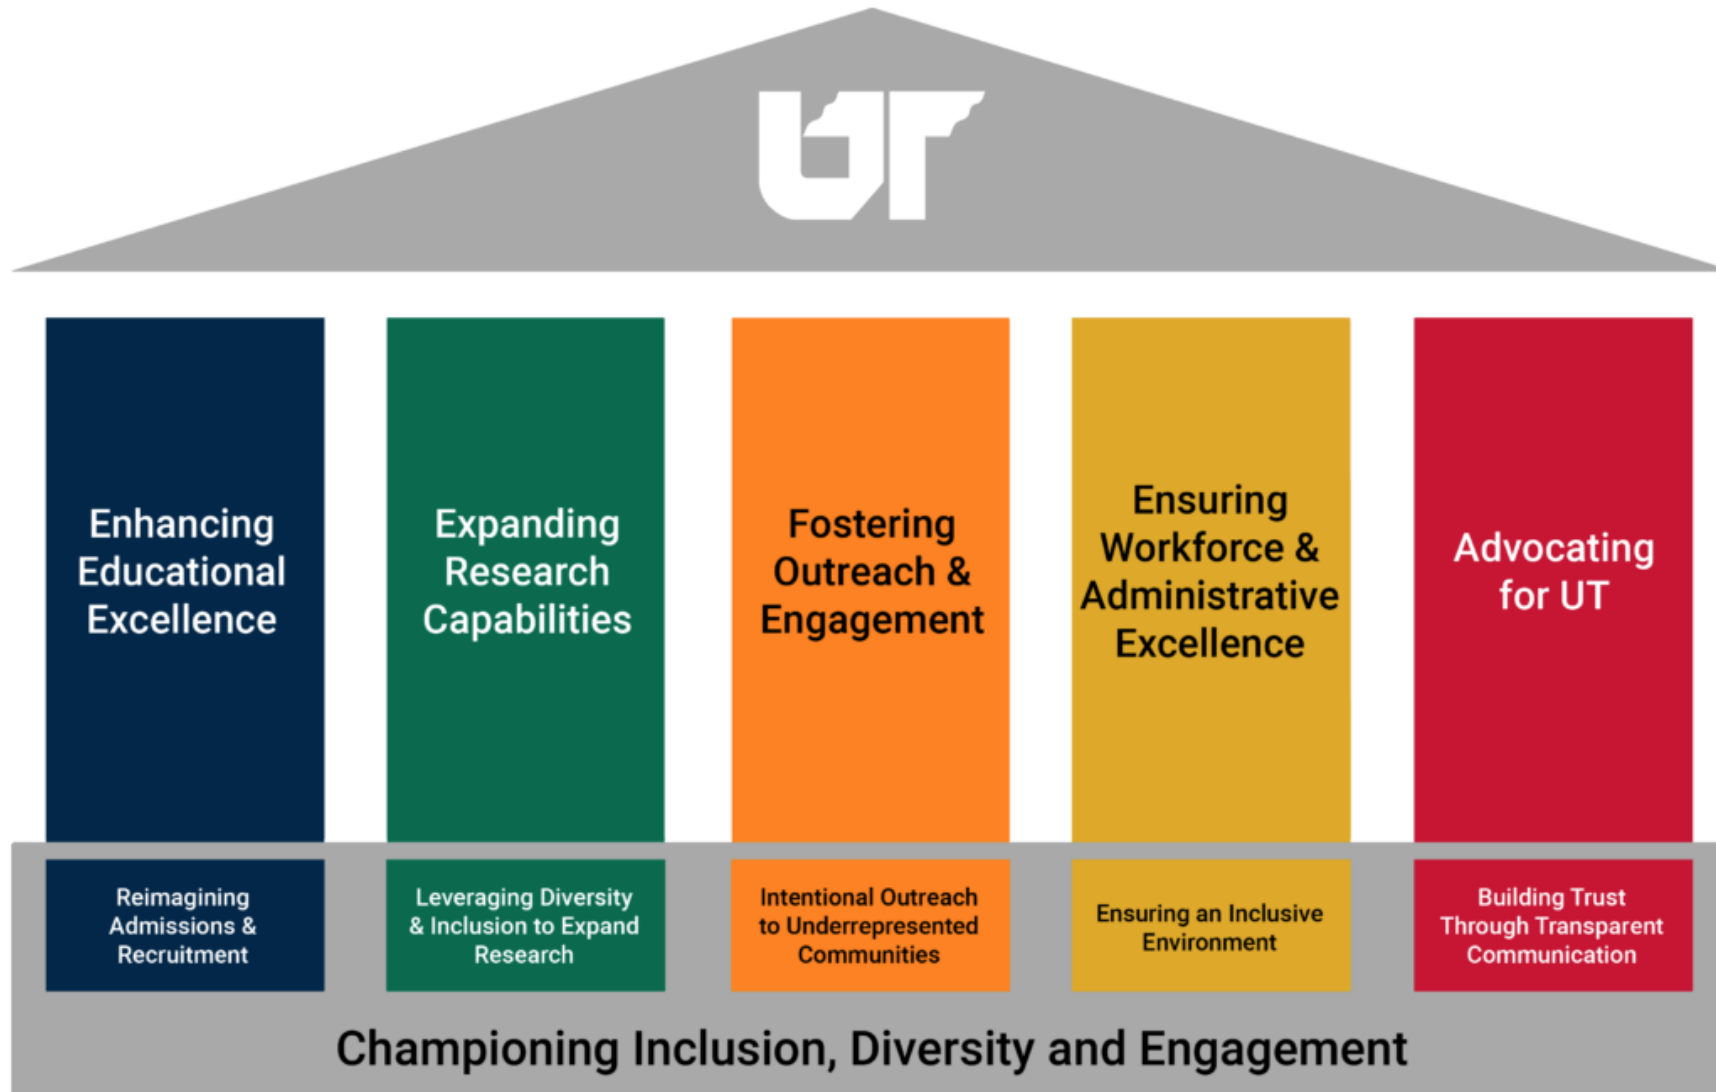 UT
Enhancing
Educational
Excellence
Expanding
Research
Capabilities
Fostering
Outreach &
Engagement
Ensuring
Workforce &
Administrative
Excellence
Advocating
for UT
Reimagining
Admissions &
Recruitment
Leveraging Diversity
& Inclusion to Expand
Research
Intentional Outreach
to Underrepresented
Communities
Ensuring an Inclusive
Environment
Building Trust
Through Transparent
Communication
Championing Inclusion, Diversity and Engagement